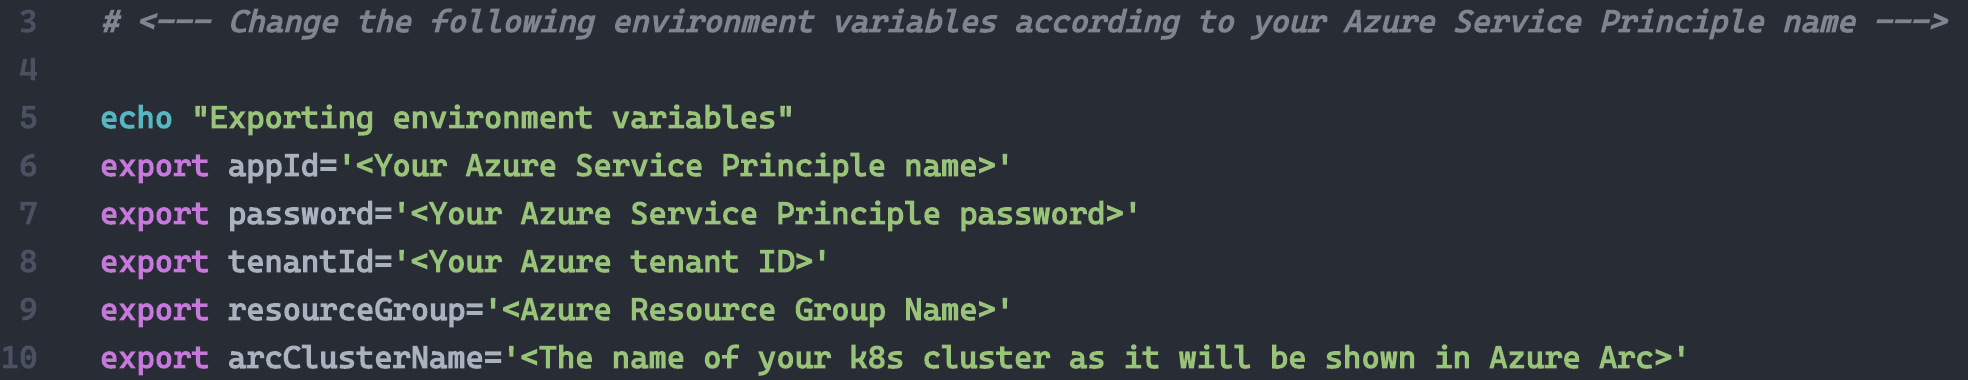 3 # <--- Change the following environment variables according to your Azure Service Principle name --->
4
5 echo "Exporting environment variables"
6 export appId='<Your Azure Service Principle name>'
7 export password='<Your Azure Service Principle password>'
8 export tenantId='<Your Azure tenant ID>'
9 export resourceGroup='<Azure Resource Group Name>'
10 export arcClusterName='<The name of your k8s cluster as it will be shown in Azure Arc>'